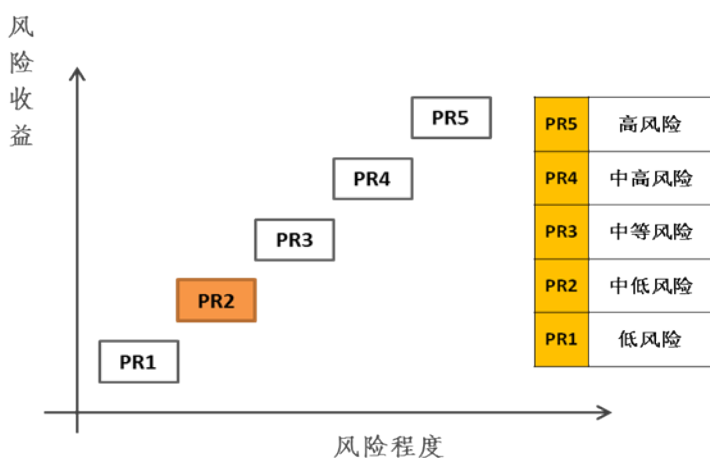 风险收益
PR5
PR4
PR3
PR2
PR1
风险程度
PR5 高风险
PR4 中高风险
PR3 中等风险
PR2 中低风险
PR1 低风险